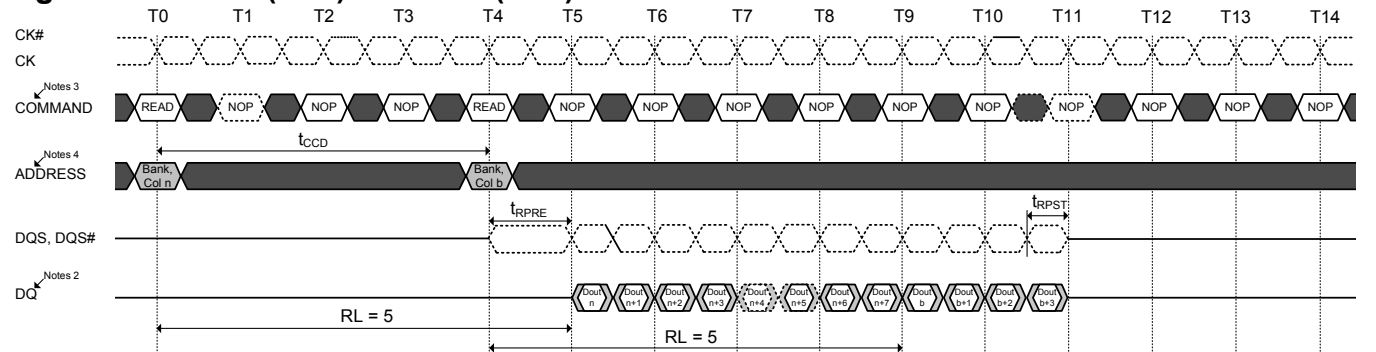 T0 T1 T2 T3 T4 T5 T6 T7 T8 T9 T10 T11 T12 T13 T14
CK#
CK
Notes 3
COMMAND
READ NOP NOP NOP READ NOP NOP NOP NOP NOP NOP NOP NOP NOP NOP
tCCD
Notes 4
ADDRESS
Bank, Col n
Bank, Col b
tRPRE
tRPST
DQS, DQS#
Notes 2
DQ
Dout n
Dout n+1
Dout n+2
Dout n+3
Dout n+4
Dout n+5
Dout n+6
Dout n+7
Dout b
Dout b+1
Dout b+2
Dout b+3
RL = 5
RL = 5